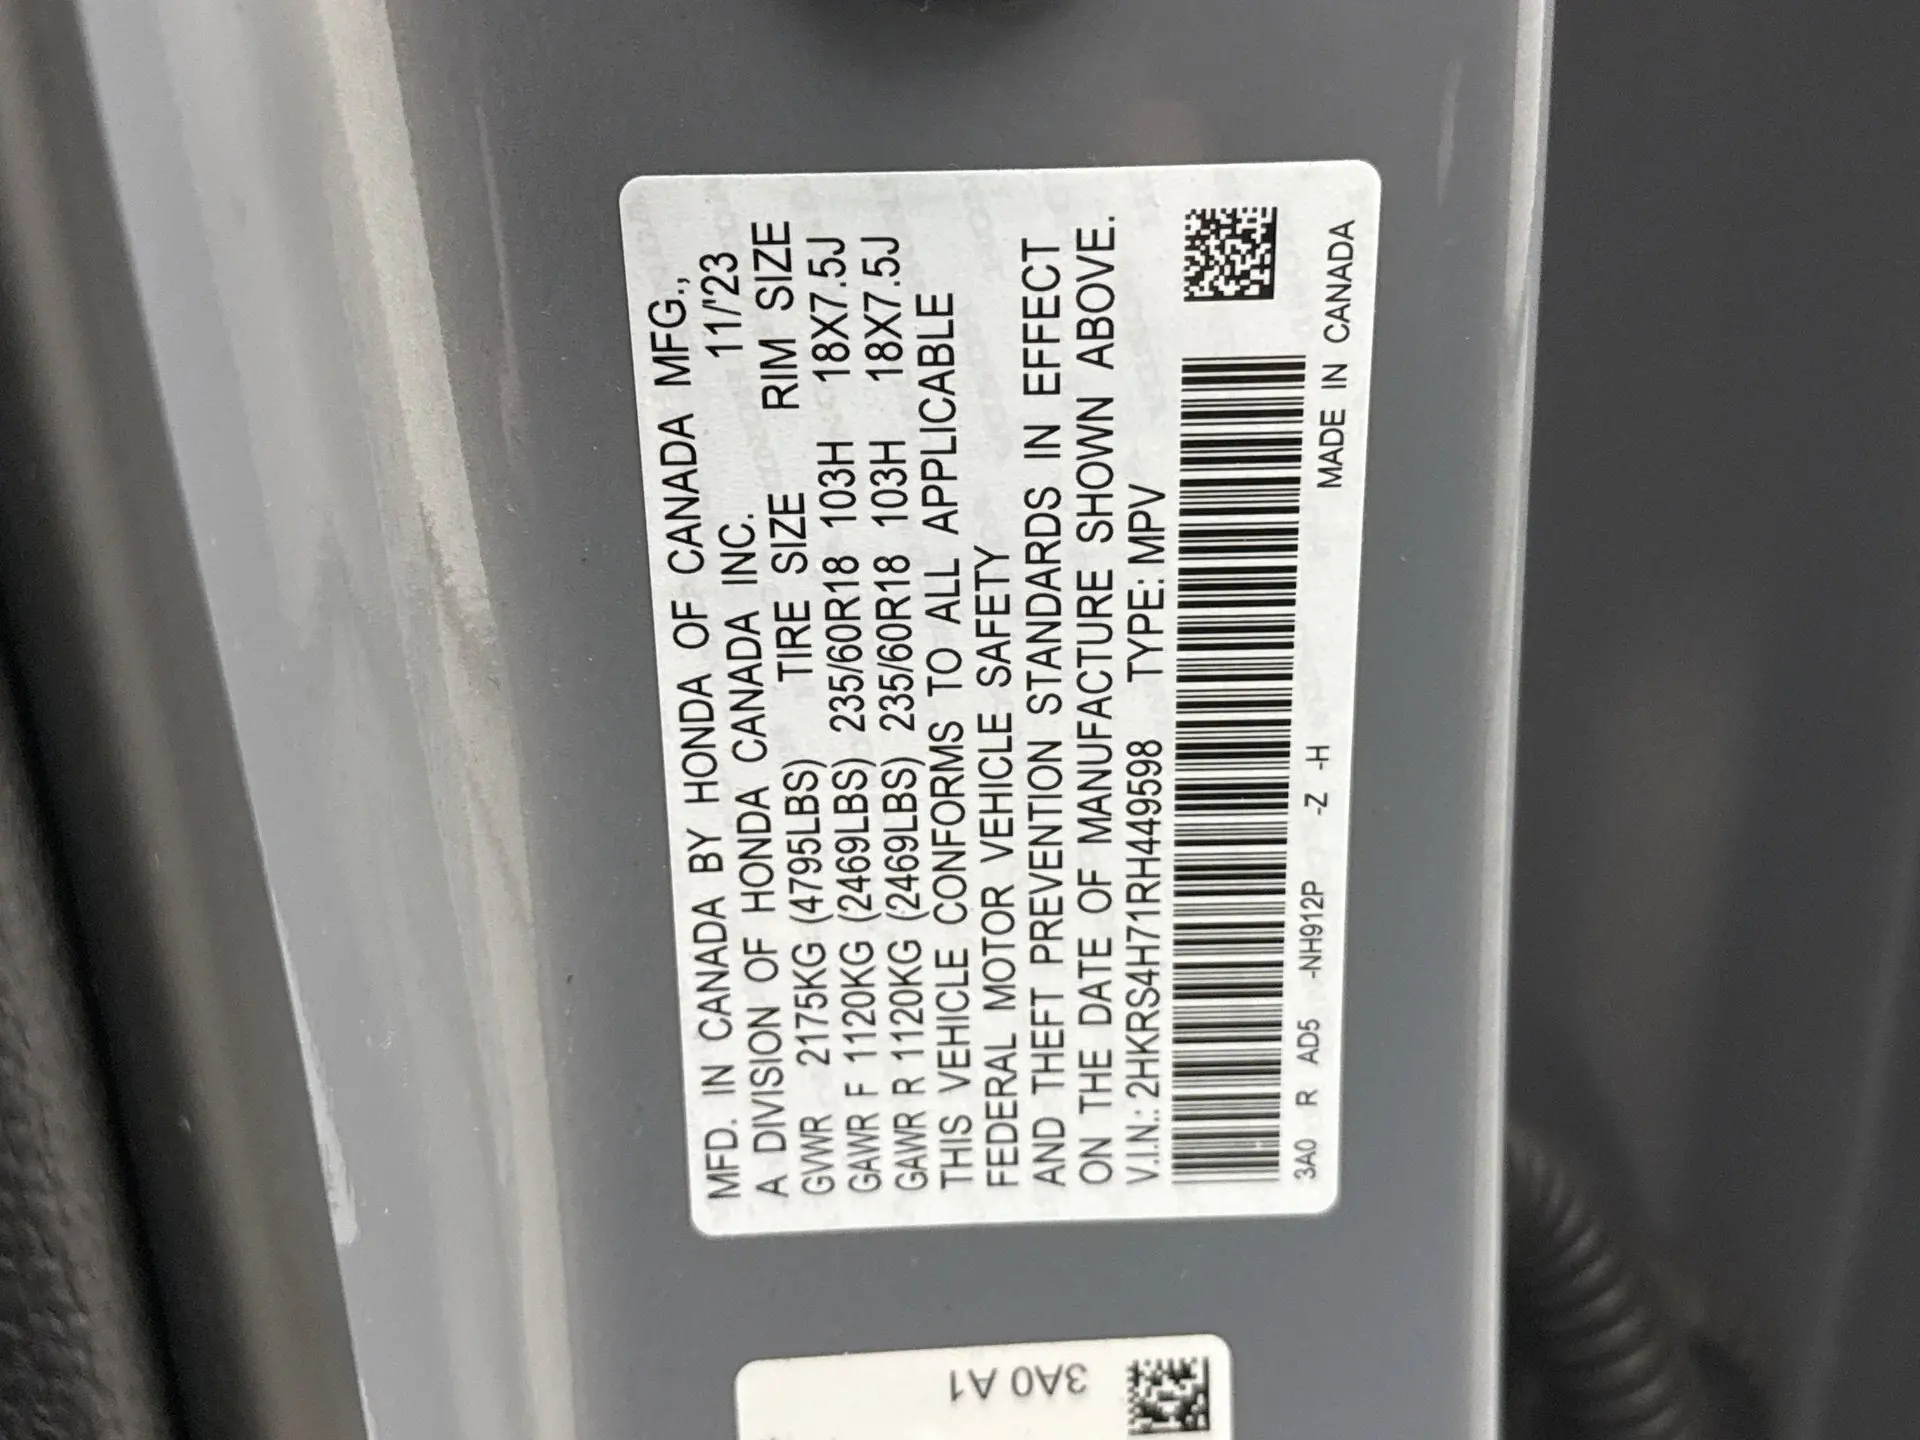 MFD. IN CANADA BY HONDA OF CANADA MFG.,
A DIVISION OF HONDA CANADA INC. 11/'23
GVWR 2175KG (4795LBS) TIRE SIZE RIM SIZE
GAWR F 1120KG (2469LBS) 235/60R18 103H 18X7.5J
GAWR R 1120KG (2469LBS) 235/60R18 103H 18X7.5J
THIS VEHICLE CONFORMS TO ALL APPLICABLE
FEDERAL MOTOR VEHICLE SAFETY
AND THEFT PREVENTION STANDARDS IN EFFECT
ON THE DATE OF MANUFACTURE SHOWN ABOVE.
V.I.N.: 2HKRS4H71RH449598 TYPE: MPV
3A0 R AD5 -NH912P -Z -H
MADE IN CANADA
3A0 A1